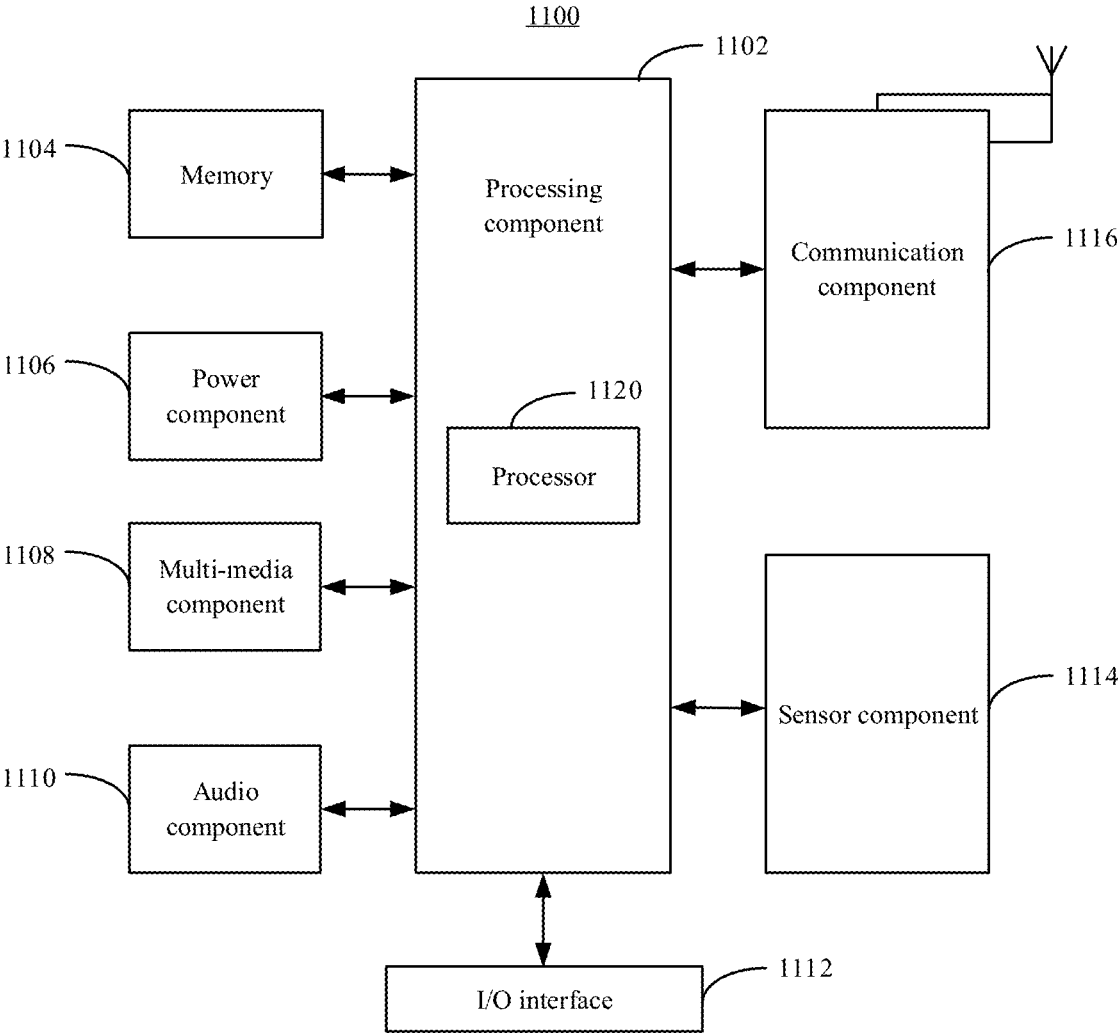 1100
1102
1104
Memory
Processing
component
Communication
component
1116
1106
Power
component
1120
Processor
1108
Multi-media
component
1114
Sensor component
1110
Audio
component
1112
I/O interface